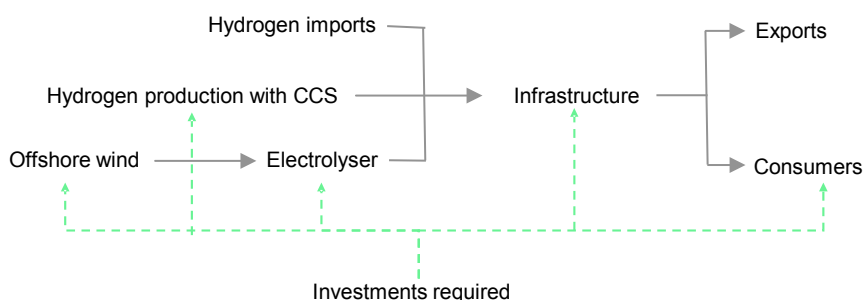 Hydrogen imports
Exports
Hydrogen production with CCS
Infrastructure
Offshore wind
Electrolyser
Consumers
Investments required